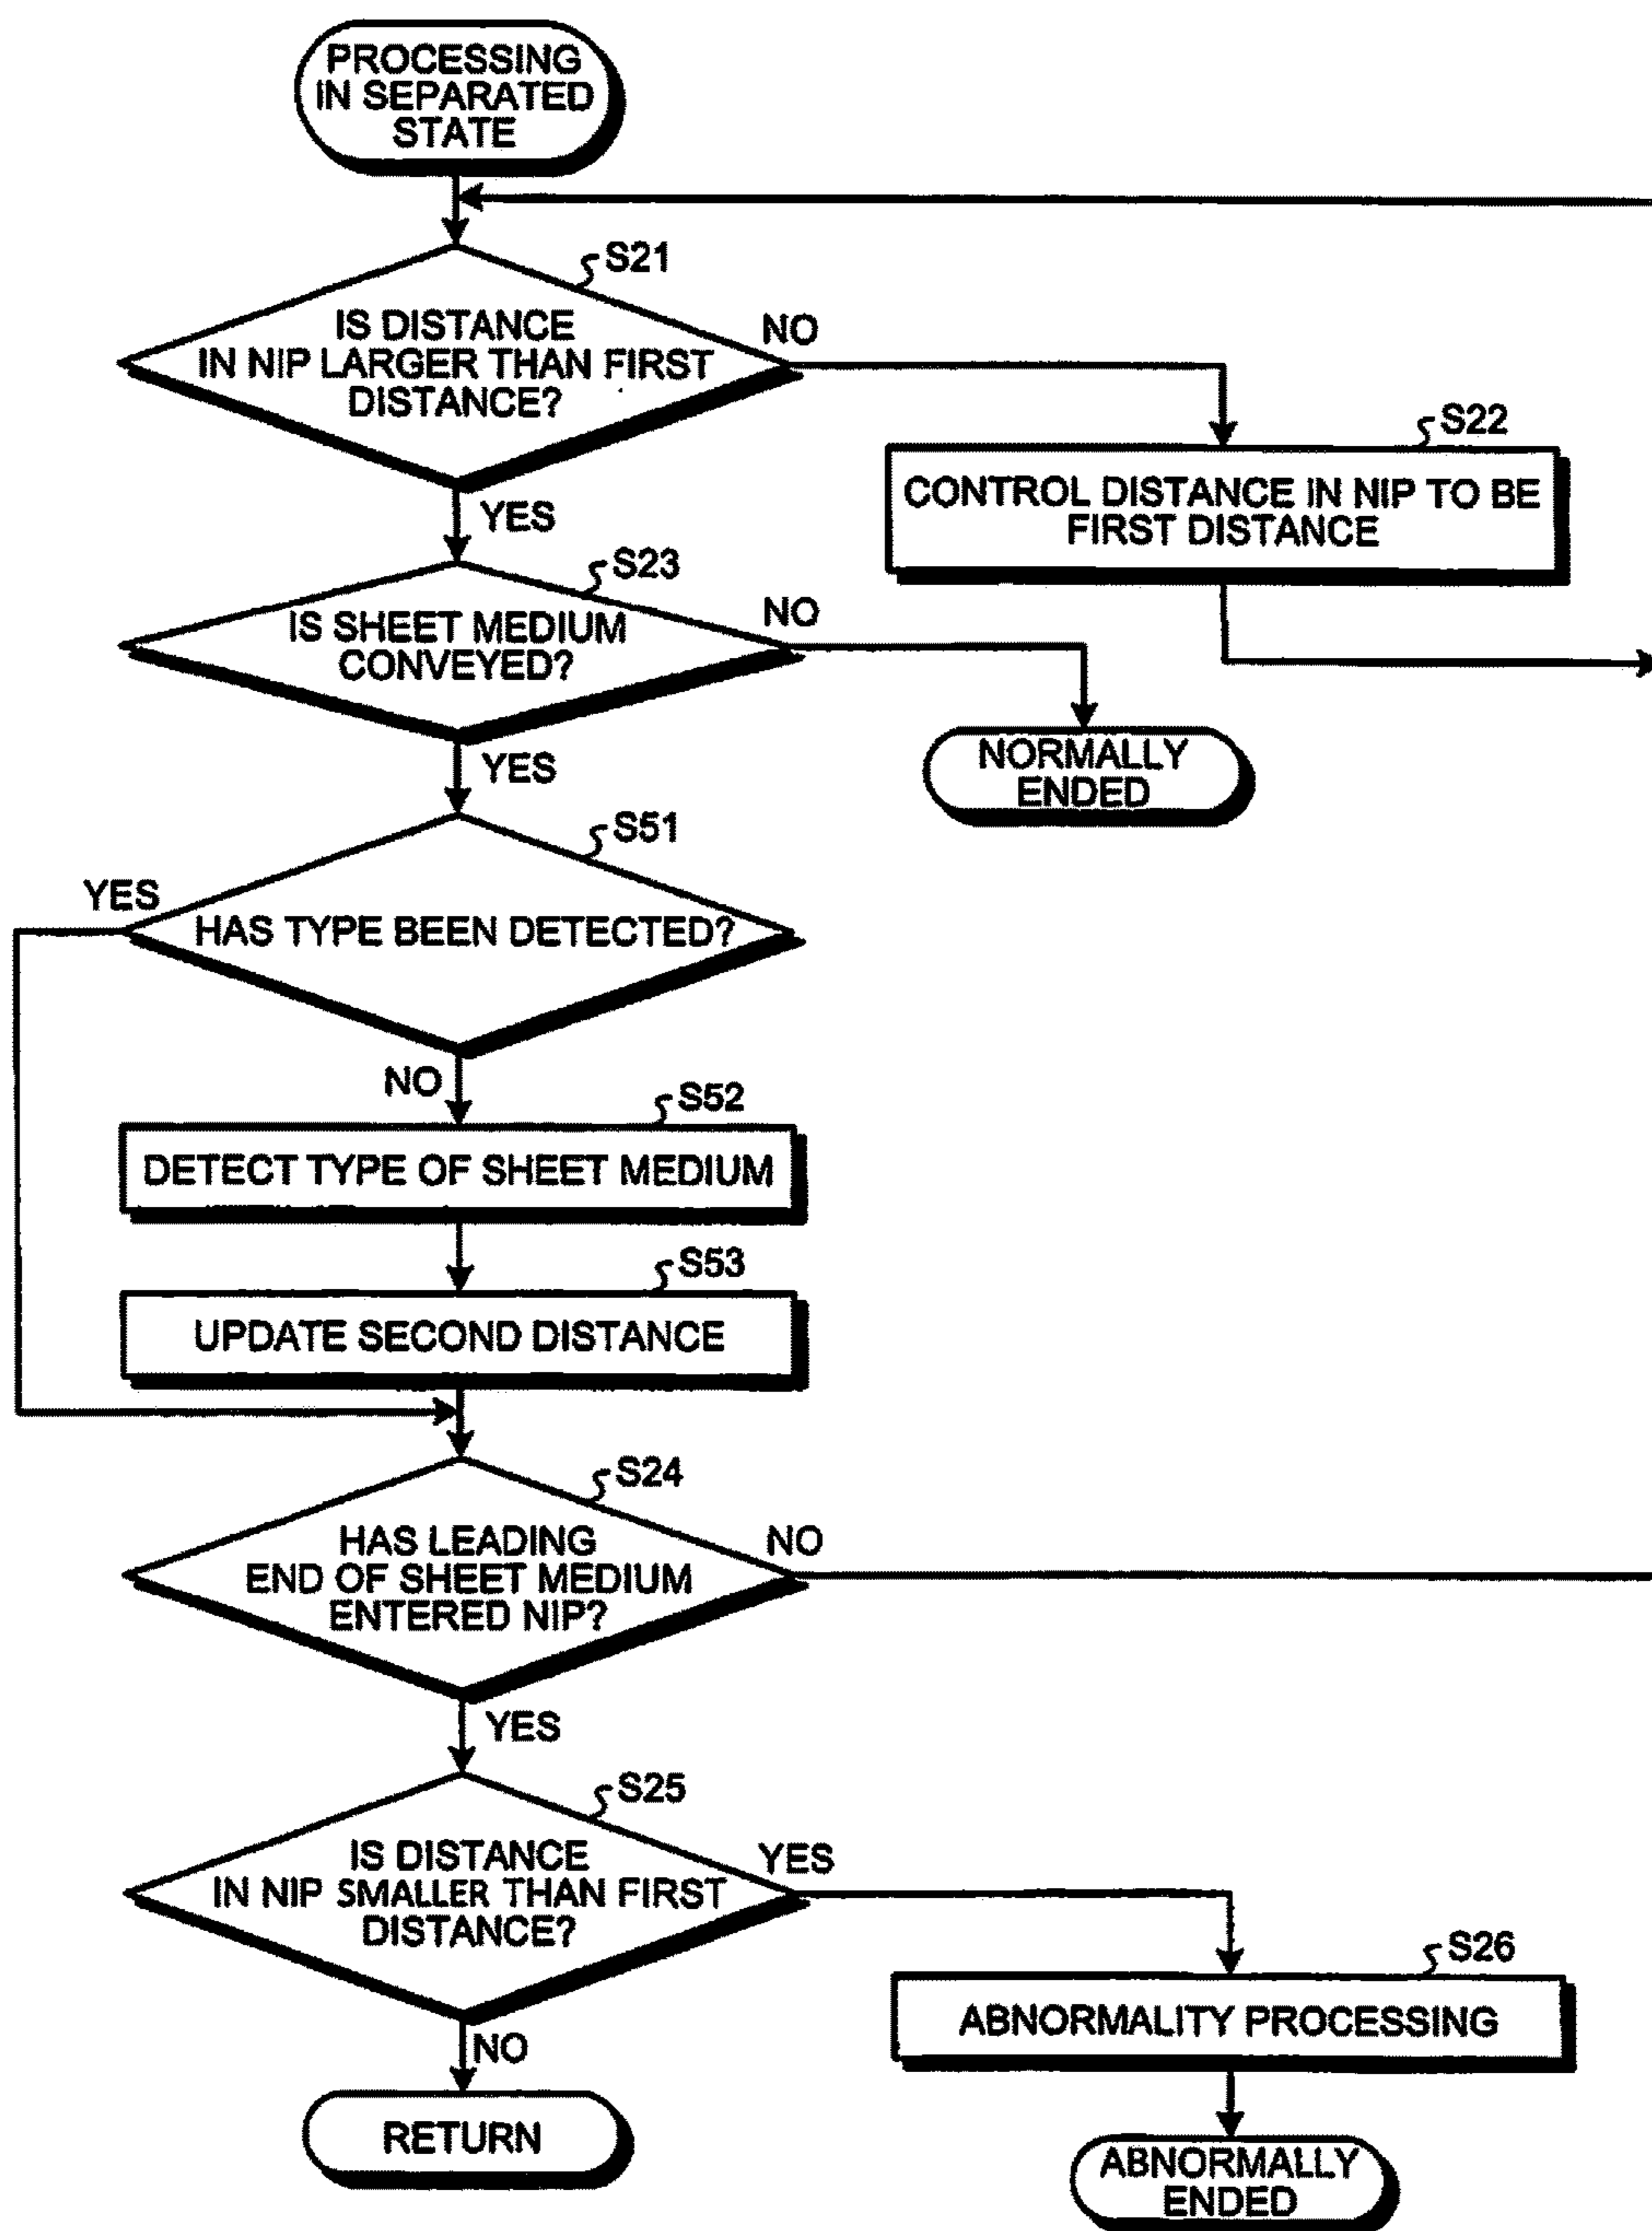 PROCESSING
IN SEPARATED
STATE
S21
IS DISTANCE
IN NIP LARGER THAN FIRST
DISTANCE?
NO
YES
S22
CONTROL DISTANCE IN NIP TO BE
FIRST DISTANCE
S23
IS SHEET MEDIUM
CONVEYED?
NO
YES
NORMALLY
ENDED
S51
YES
HAS TYPE BEEN DETECTED?
NO
S52
DETECT TYPE OF SHEET MEDIUM
S53
UPDATE SECOND DISTANCE
S24
HAS LEADING
END OF SHEET MEDIUM
ENTERED NIP?
NO
YES
S25
IS DISTANCE
IN NIP SMALLER THAN FIRST
DISTANCE?
YES
S26
ABNORMALITY PROCESSING
NO
RETURN
ABNORMALLY
ENDED